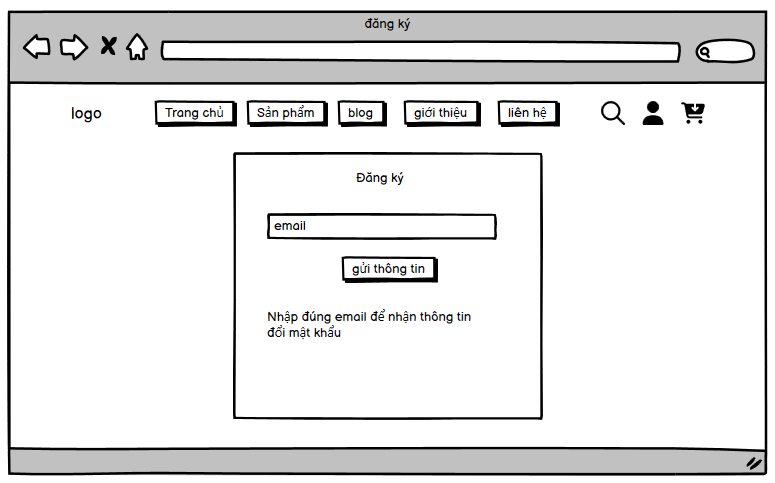 đăng ký
logo Trang chủ Sản phẩm blog giới thiệu liên hệ
Đăng ký
email
gửi thông tin
Nhập đúng email để nhận thông tin
đổi mật khẩu